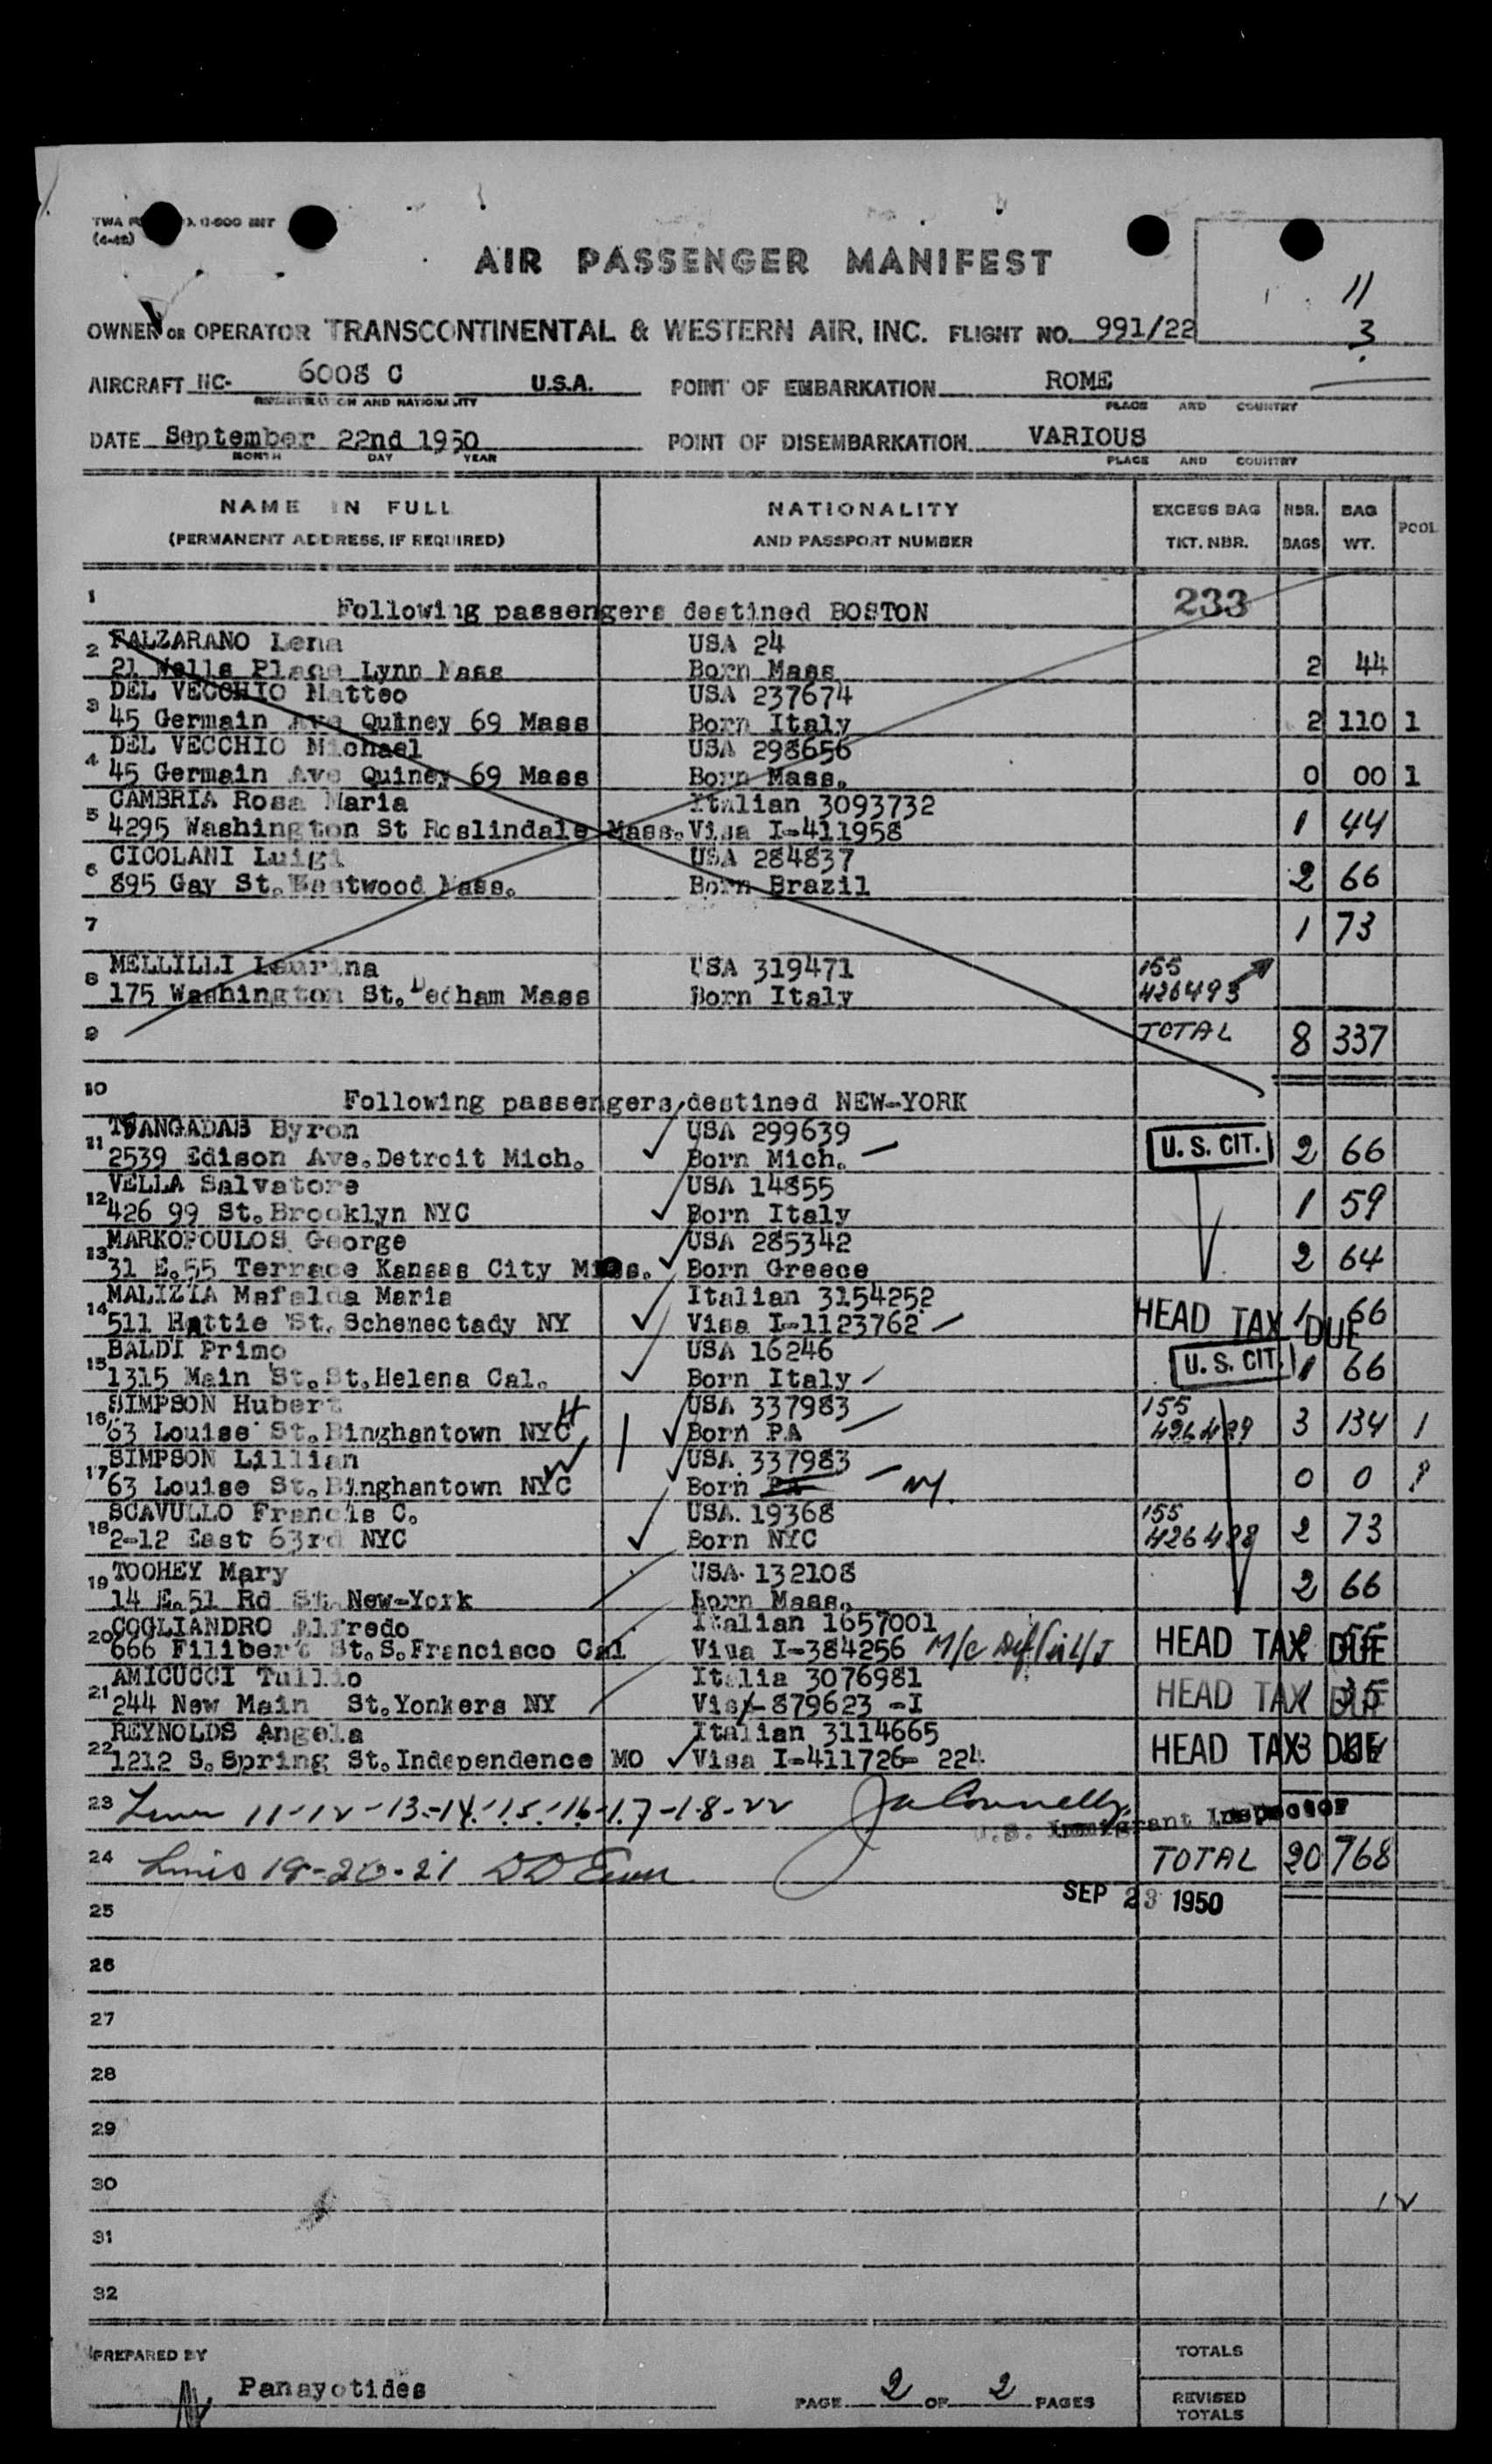 (4-48)
11
3
AIR PASSENGER MANIFEST
OWNER OR OPERATOR TRANSCONTINENTAL & WESTERN AIR, INC. FLIGHT NO. 991/22
AIRCRAFT NC- 6008 C U.S.A. POINT OF EMBARKATION ROME
REGISTRATION AND NATIONALITY PLACE AND COUNTRY
DATE September 22nd 1950 POINT OF DISEMBARKATION VARIOUS
MONTH DAY YEAR PLACE AND COUNTRY
NAME IN FULL NATIONALITY EXCESS BAG NBR. BAG POOL
(PERMANENT ADDRESS, IF REQUIRED) AND PASSPORT NUMBER TKT. NBR. BAGS WT.
1 Following passengers destined BOSTON 233
2 FALZARANO Lena USA 24
21 Wells Place Lynn Mass Born Mass 2 44
3 DEL VECCHIO Matteo USA 237674
45 Germain Ave Quiney 69 Mass Born Italy 2 110 1
4 DEL VECCHIO Michael USA 298656
45 Germain Ave Quiney 69 Mass Born Mass. 0 00 1
5 CAMBRIA Rosa Maria Italian 3093732
4295 Washington St Roslindale Mass. Visa I-411958 1 44
6 CICOLANI Luigi USA 284837
895 Gay St. Westwood Mass. Born Brazil 2 66
7 1 73
8 MELLILLI Laurina USA 319471 155
175 Washington St. Dedham Mass Born Italy 426493
9 TOTAL 8 337
10 Following passengers destined NEW-YORK
11 TSANGADAS Byron USA 299639
2539 Edison Ave. Detroit Mich. Born Mich. U. S. CIT. 2 66
12 VELLA Salvatore USA 14855
426 99 St. Brooklyn NYC Born Italy 1 59
13 MARKOPOULOS George USA 285342
31 E.55 Terrace Kansas City Born Greece 2 64
14 MALIZIA Mafalda Maria Italian 3154252
511 Hattie St. Schenectady NY Visa I-1123762 HEAD TAX DUE 1 66
15 BALDI Primo USA 16246
1315 Main St. St.Helena Cal. Born Italy U. S. CIT. 1 66
16 SIMPSON Hubert H USA 337983 155
63 Louise St. Binghantown NYC Born PA 3 134 1
17 SIMPSON Lillian W USA 337983
63 Louise St. Binghantown NYC Born 0 0
18 SCAVULLO Francis C. USA. 19368 155
2-12 East 63rd NYC Born NYC 2 73
19 TOOHEY Mary USA. 132108
14 E.51 Rd St. New-York Born Mass. 2 66
20 COGLIANDRO Alfredo Italian 1657001
666 Filibert St. S. Francisco Cal Visa I-384256 HEAD TAX DUE
21 AMICUCCI Tullio Italia 3076981
244 New Main St. Yonkers NY 879623 -I HEAD TAX DUE
22 REYNOLDS Angela Italian 3114665
1212 S. Spring St. Independence MO Visa I-411726- 224 HEAD TAX DUE
23 11-12-13-14-15-16-17-18-22
U.S. Immigrant Inspector
24 19-20-21 TOTAL 20 768
SEP 23 1950
25
26
27
28
29
30
31
32
PREPARED BY TOTALS
Panayotides PAGE 2 OF 2 PAGES REVISED
TOTALS